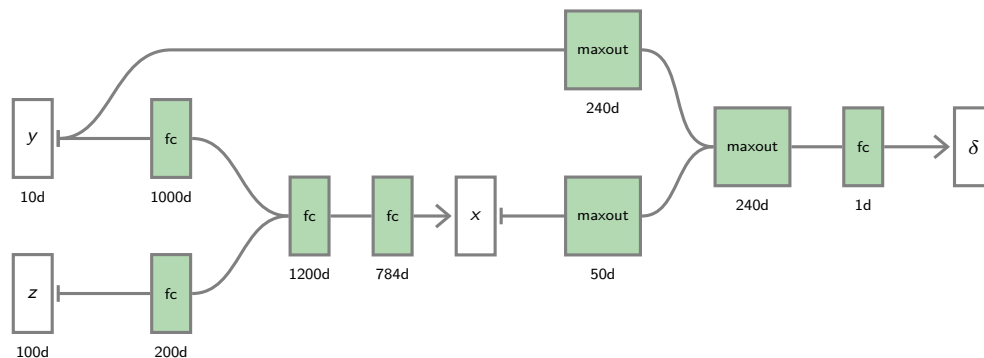 maxout
240d
y
10d
fc
1000d
maxout
240d
fc
1d
δ
fc
1200d
fc
784d
x
maxout
50d
z
100d
fc
200d